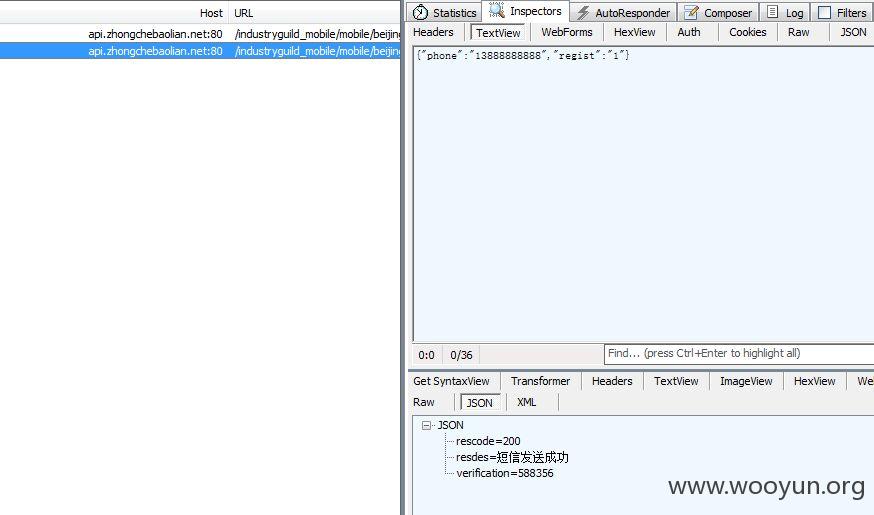 Host URL
api.zhongchebaolian.net:80 /industryguild_mobile/mobile/beijing
api.zhongchebaolian.net:80 /industryguild_mobile/mobile/beijing
Statistics Inspectors AutoResponder Composer Log Filters
Headers TextView WebForms HexView Auth Cookies Raw JSON
{"phone":"13888888888","regist":"1"}
0:0 0/36 Find... (press Ctrl+Enter to highlight all)
Get SyntaxView Transformer Headers TextView ImageView HexView We
Raw JSON XML
JSON
rescode=200
resdes=短信发送成功
verification=588356
www.wooyun.org